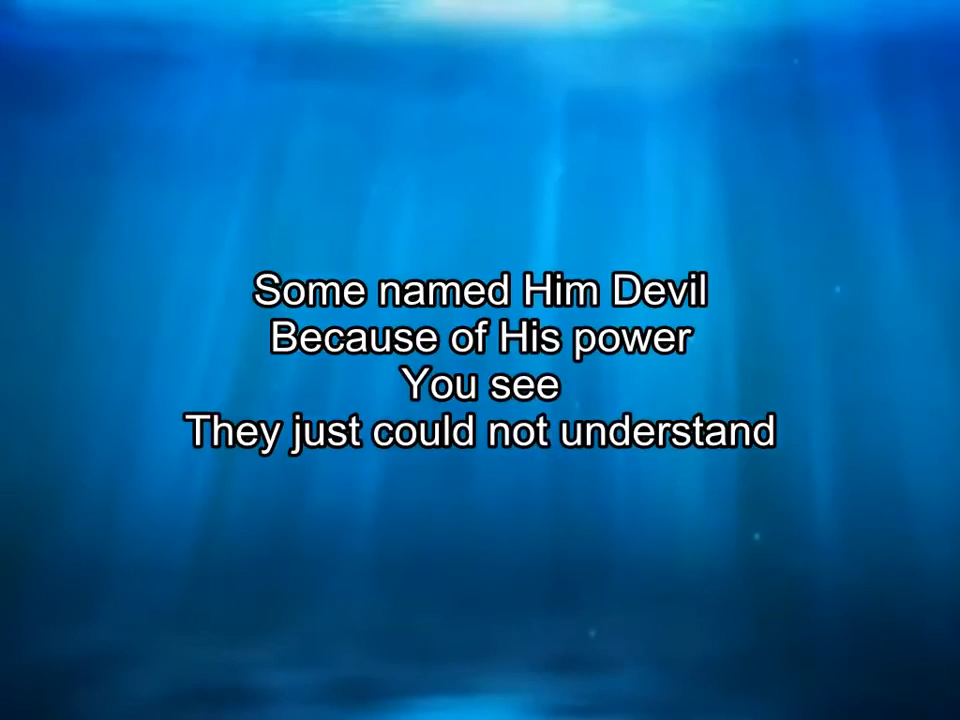 Some named Him Devil
Because of His power
You see
They just could not understand